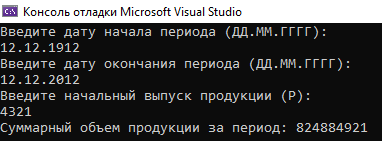 Консоль отладки Microsoft Visual Studio
Введите дату начала периода (ДД.ММ.ГГГГ):
12.12.1912
Введите дату окончания периода (ДД.ММ.ГГГГ):
12.12.2012
Введите начальный выпуск продукции (P):
4321
Суммарный объем продукции за период: 824884921